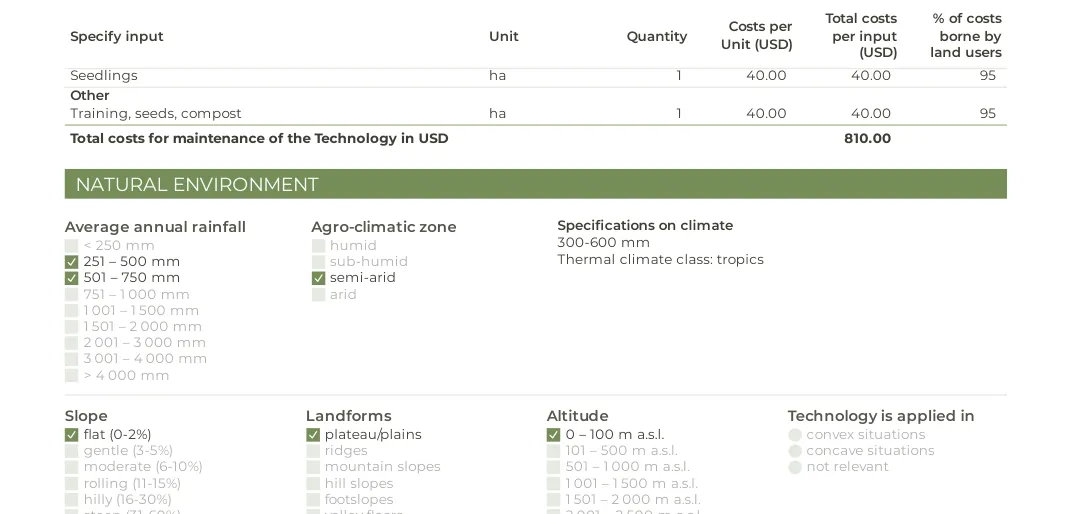 Specify input Unit Quantity Costs per Unit (USD) Total costs per input (USD) % of costs borne by land users
Seedlings ha 1 40.00 40.00 95
Other
Training, seeds, compost ha 1 40.00 40.00 95
Total costs for maintenance of the Technology in USD 810.00
NATURAL ENVIRONMENT
Average annual rainfall
< 250 mm
251 – 500 mm
501 – 750 mm
751 – 1 000 mm
1 001 – 1 500 mm
1 501 – 2 000 mm
2 001 – 3 000 mm
3 001 – 4 000 mm
> 4 000 mm
Agro-climatic zone
humid
sub-humid
semi-arid
arid
Specifications on climate
300-600 mm
Thermal climate class: tropics
Slope
flat (0-2%)
gentle (3-5%)
moderate (6-10%)
rolling (11-15%)
hilly (16-30%)
Landforms
plateau/plains
ridges
mountain slopes
hill slopes
footslopes
Altitude
0 – 100 m a.s.l.
101 – 500 m a.s.l.
501 – 1 000 m a.s.l.
1 001 – 1 500 m a.s.l.
1 501 – 2 000 m a.s.l.
Technology is applied in
convex situations
concave situations
not relevant